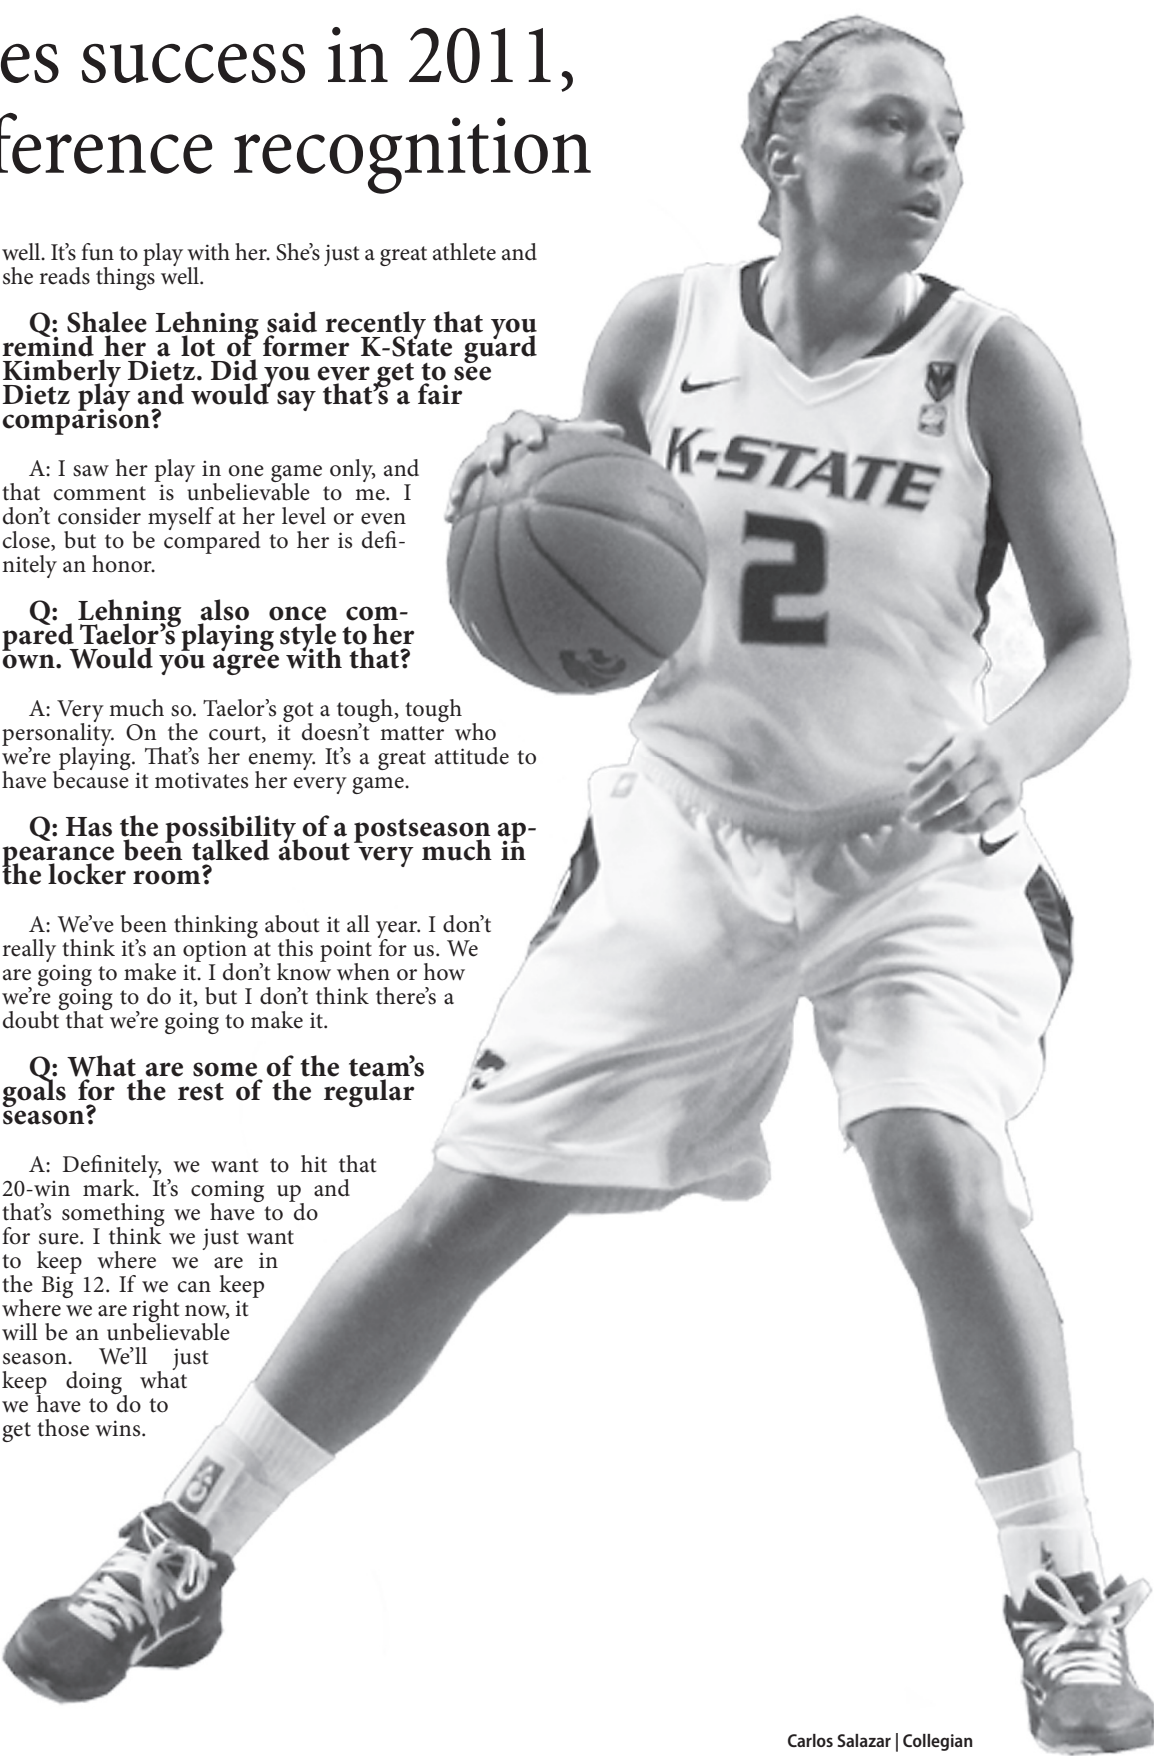 es success in 2011,
ference recognition
well. It's fun to play with her. She's just a great athlete and
she reads things well.
Q: Shalee Lehning said recently that you
remind her a lot of former K-State guard
Kimberly Dietz. Did you ever get to see
Dietz play and would say that's a fair
comparison?
A: I saw her play in one game only, and
that comment is unbelievable to me. I
don't consider myself at her level or even
close, but to be compared to her is defi-
nitely an honor.
Q: Lehning also once com-
pared Taelor's playing style to her
own. Would you agree with that?
A: Very much so. Taelor's got a tough, tough
personality. On the court, it doesn't matter who
we're playing. That's her enemy. It's a great attitude to
have because it motivates her every game.
Q: Has the possibility of a postseason ap-
pearance been talked about very much in
the locker room?
A: We've been thinking about it all year. I don't
really think it's an option at this point for us. We
are going to make it. I don't know when or how
we're going to do it, but I don't think there's a
doubt that we're going to make it.
Q: What are some of the team's
goals for the rest of the regular
season?
A: Definitely, we want to hit that
20-win mark. It's coming up and
that's something we have to do
for sure. I think we just want
to keep where we are in
the Big 12. If we can keep
where we are right now, it
will be an unbelievable
season. We'll just
keep doing what
we have to do to
get those wins.
K-STATE
2
Carlos Salazar | Collegian